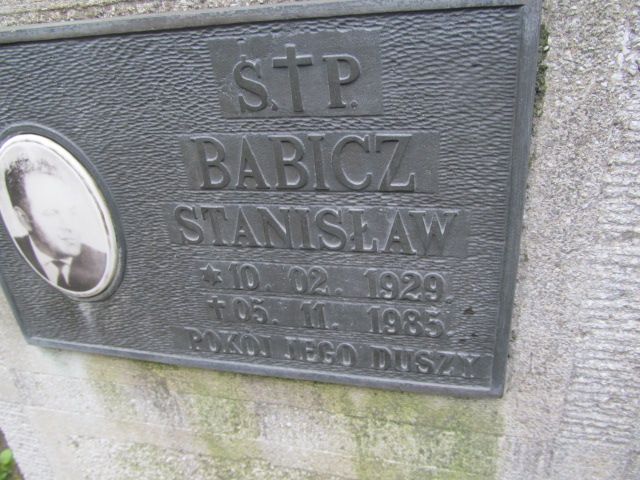 Ś.✝P.
BABICZ
STANISŁAW
★10. 02. 1929.
✝05. 11. 1985.
POKÓJ JEGO DUSZY